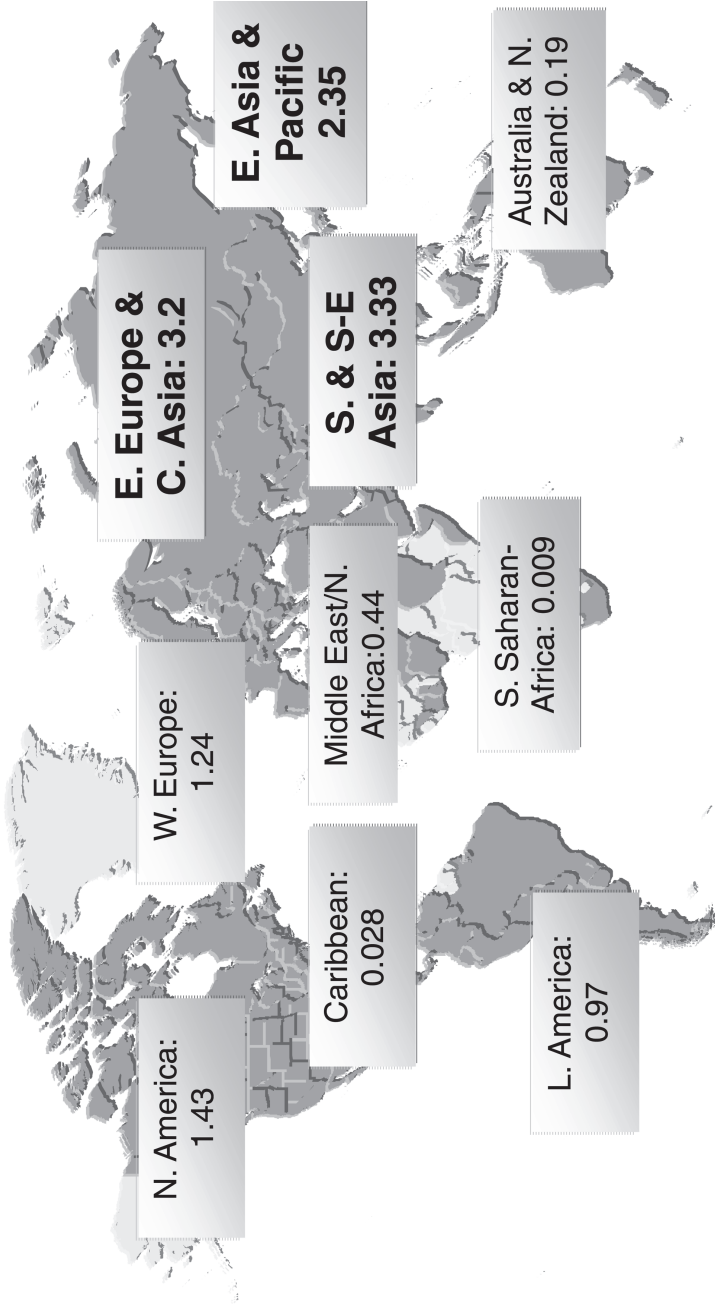 N. America:
1.43
W. Europe:
1.24
E. Europe &
C. Asia: 3.2
E. Asia &
Pacific
2.35
Caribbean:
0.028
Middle East/N.
Africa:0.44
S. & S-E
Asia: 3.33
L. America:
0.97
S. Saharan-
Africa: 0.009
Australia & N.
Zealand: 0.19